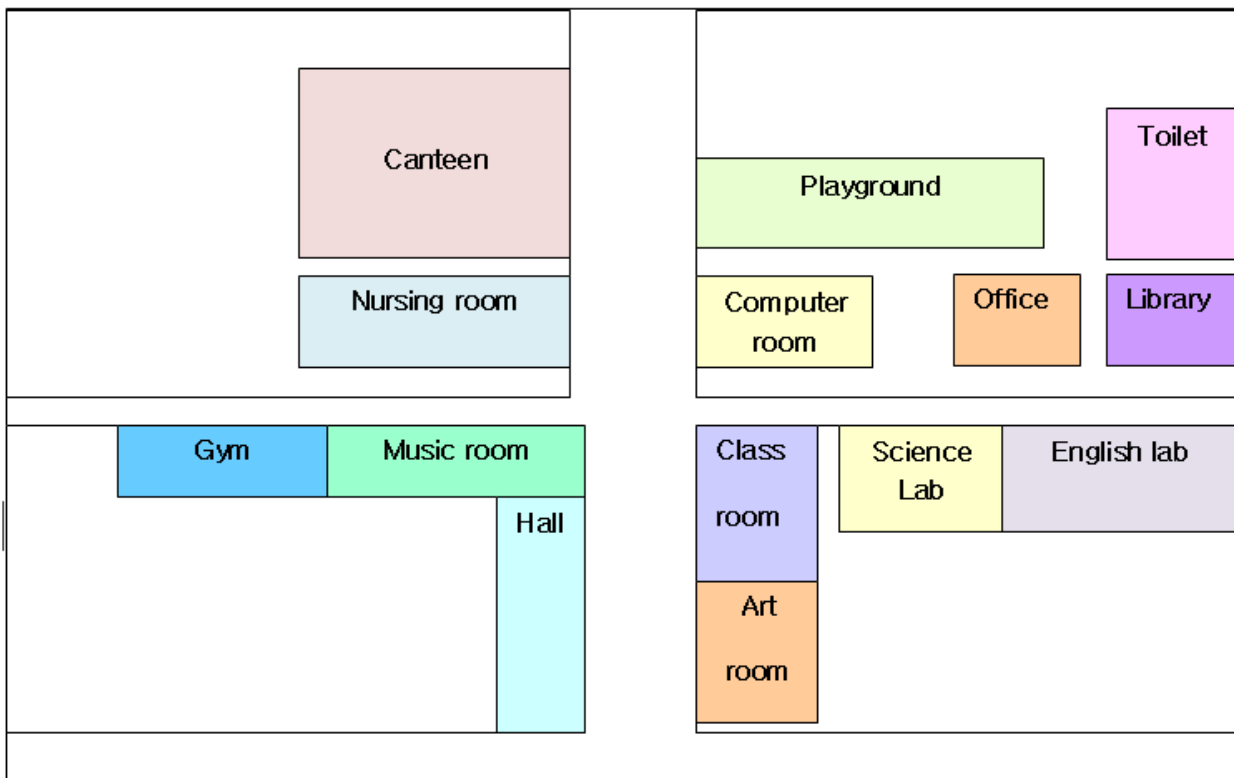 Canteen
Nursing room
Playground
Toilet
Computer
room
Office
Library
Gym
Music room
Hall
Class
room
Art
room
Science
Lab
English lab